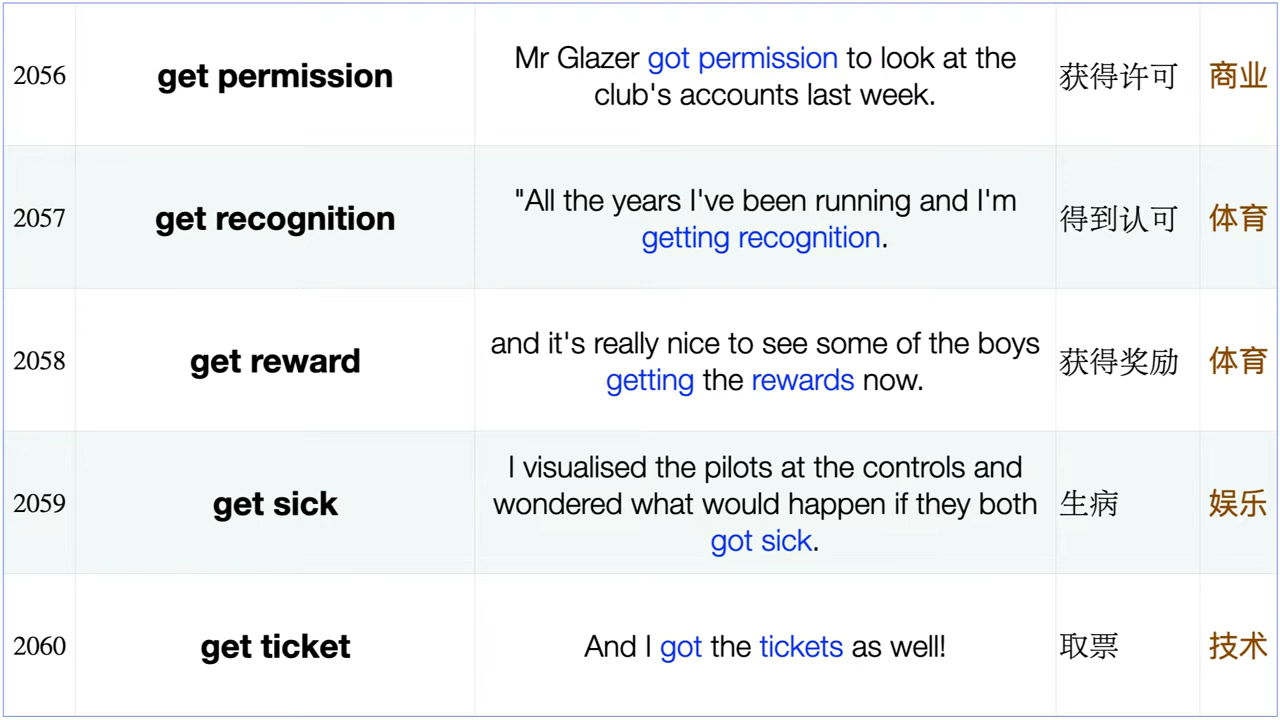 2056
get permission
Mr Glazer got permission to look at the
club's accounts last week.
获得许可
商业
2057
get recognition
"All the years I've been running and I'm
getting recognition.
得到认可
体育
2058
get reward
and it's really nice to see some of the boys
getting the rewards now.
获得奖励
体育
2059
get sick
I visualised the pilots at the controls and
wondered what would happen if they both
got sick.
生病
娱乐
2060
get ticket
And I got the tickets as well!
取票
技术